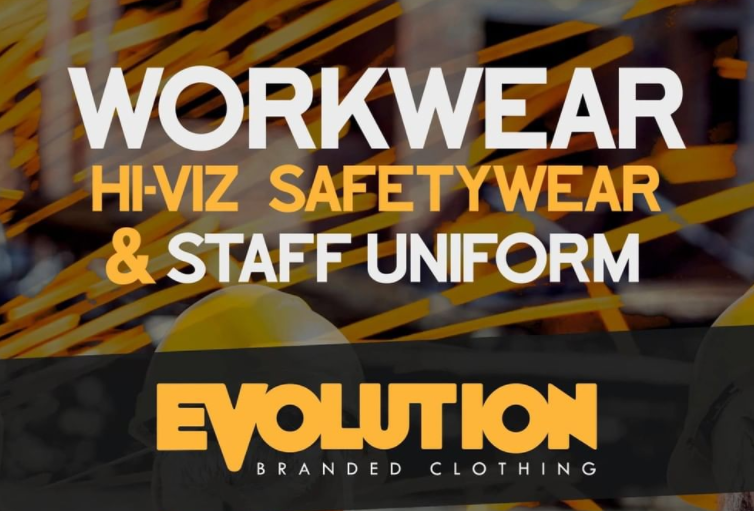 WORKWEAR
HI-VIZ SAFETYWEAR
& STAFF UNIFORM
EVOLUTION
BRANDED CLOTHING